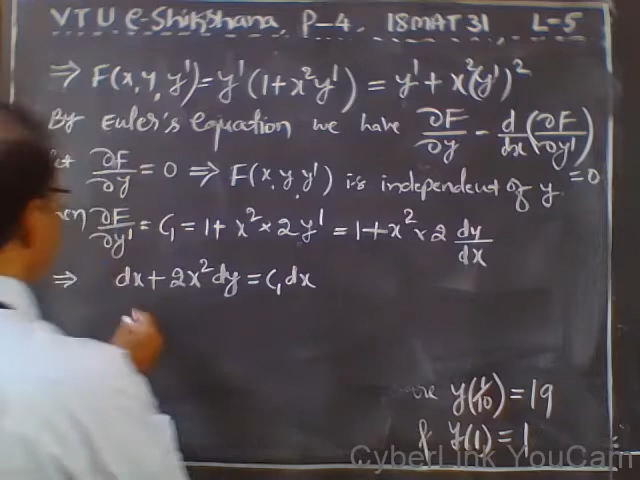 VTU e-Shikshana, P-4, 18MAT31 L-5
⇒ F(x,y,y') = y'(1+x²y') = y' + x²(y')²
By Euler's equation we have ∂F/∂y - d/dx(∂F/∂y') = 0
∂F/∂y = 0 ⇒ F(x,y,y') is independent of y
∂F/∂y' = C₁ = 1 + x² × 2y' = 1 + x² × 2 dy/dx
⇒ dx + 2x²dy = C₁dx
y(1/10) = 19
& y(1) = 1
CyberLink YouCam